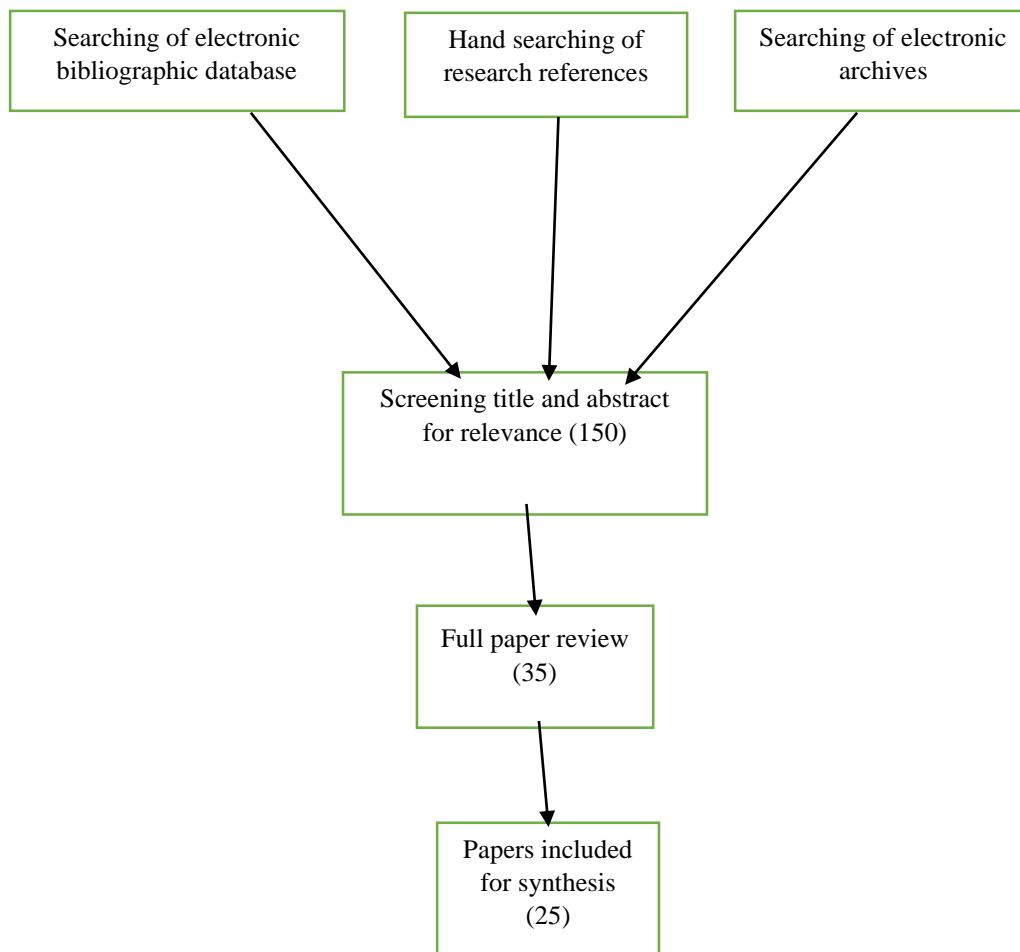 Searching of electronic
bibliographic database
Hand searching of
research references
Searching of electronic
archives
Screening title and abstract
for relevance (150)
Full paper review
(35)
Papers included
for synthesis
(25)